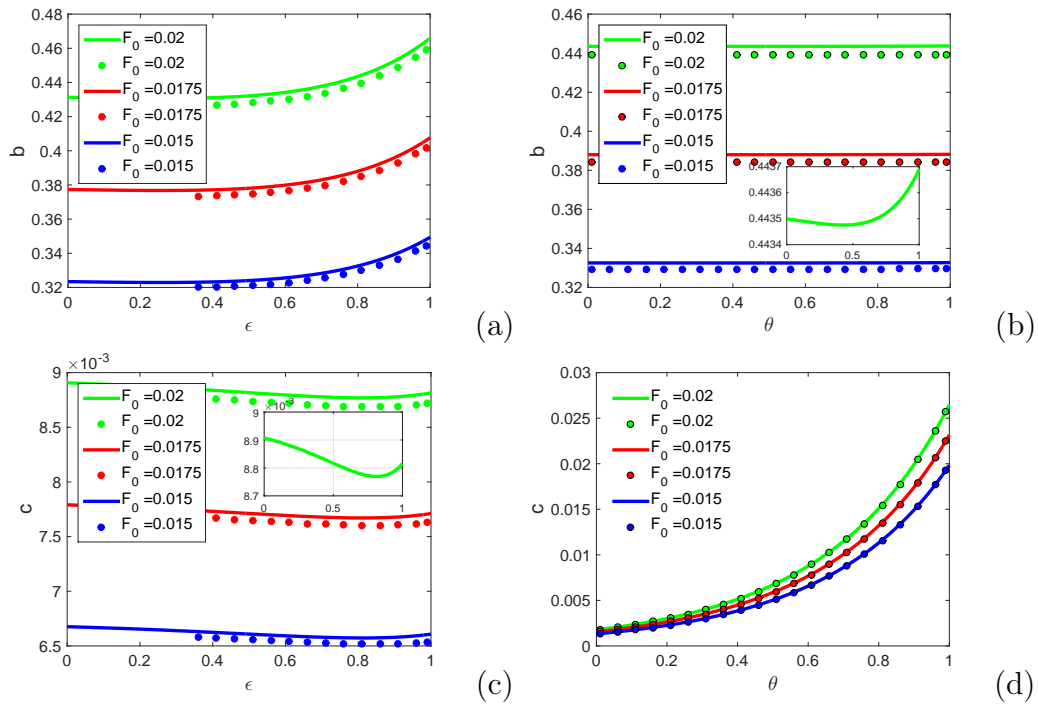 0.48
0.44
0.4
0.36
0.32
b
0
0.2
0.4
0.6
0.8
1
ϵ
F0 =0.02
F0 =0.02
F0 =0.0175
F0 =0.0175
F0 =0.015
F0 =0.015
(a)
0.46
0.44
0.42
0.4
0.38
0.36
0.34
0.32
b
0
0.2
0.4
0.6
0.8
1
θ
F0 =0.02
F0 =0.02
F0 =0.0175
F0 =0.0175
F0 =0.015
F0 =0.015
0.4437
0.4436
0.4435
0.4434
0
0.5
1
(b)
×10-3
9
8.5
8
7.5
7
6.5
c
0
0.2
0.4
0.6
0.8
1
ϵ
F0 =0.02
F0 =0.02
F0 =0.0175
F0 =0.0175
F0 =0.015
F0 =0.015
9
8.9
8.8
8.7
0
0.5
1
(c)
0.03
0.025
0.02
0.015
0.01
0.005
0
c
0
0.2
0.4
0.6
0.8
1
θ
F0 =0.02
F0 =0.02
F0 =0.0175
F0 =0.0175
F0 =0.015
F0 =0.015
(d)